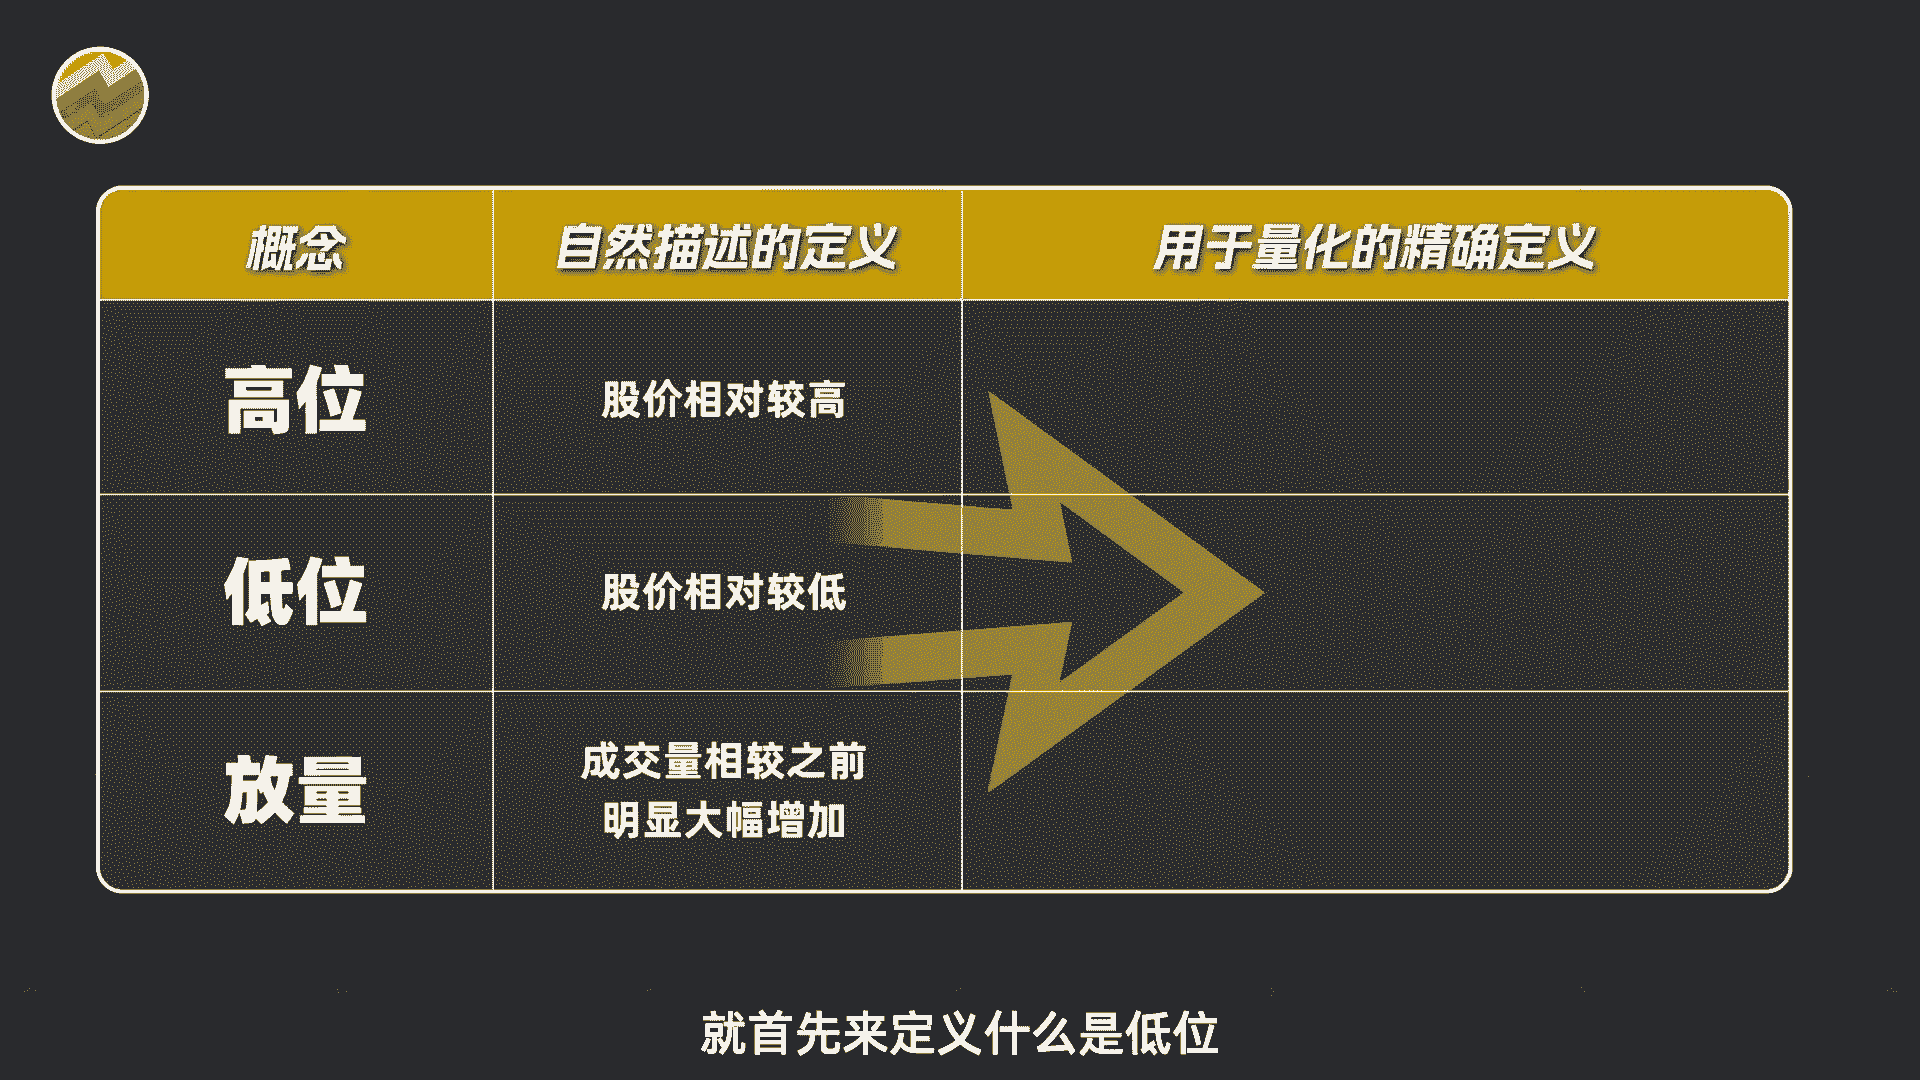 概念
自然描述的定义
用于量化的精确定义
高位
股价相对较高
低位
股价相对较低
放量
成交量相较之前
明显大幅增加
就首先来定义什么是低位